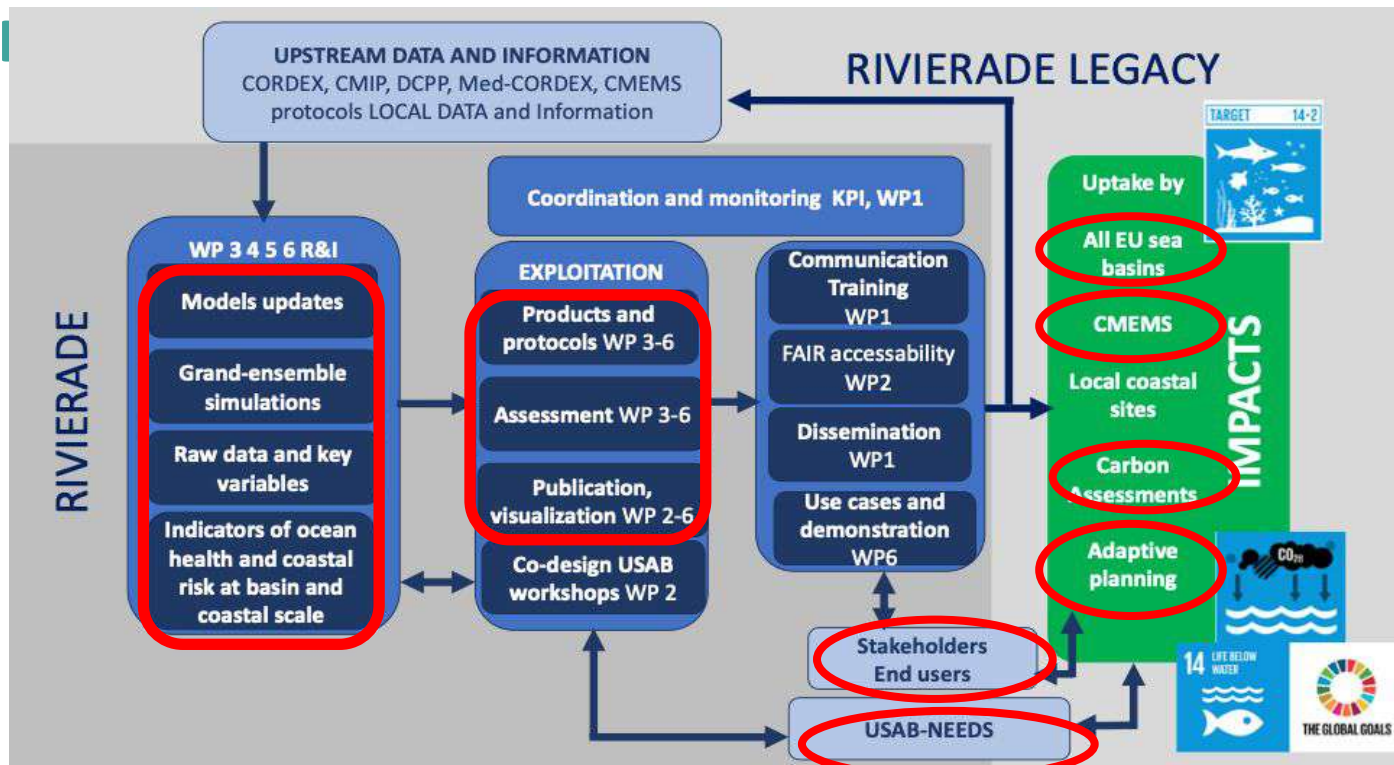 UPSTREAM DATA AND INFORMATION
CORDEX, CMIP, DCPP, Med-CORDEX, CMEMS
protocols LOCAL DATA and Information
RIVIERADE LEGACY
TARGET 14·2
RIVIERADE
Coordination and monitoring KPI, WP1
WP 3 4 5 6 R&I
Models updates
Grand-ensemble
simulations
Raw data and key
variables
Indicators of ocean
health and coastal
risk at basin and
coastal scale
EXPLOITATION
Products and
protocols WP 3-6
Assessment WP 3-6
Publication,
visualization WP 2-6
Co-design USAB
workshops WP 2
Communication
Training
WP1
FAIR accessability
WP2
Dissemination
WP1
Use cases and
demonstration
WP6
Stakeholders
End users
USAB-NEEDS
Uptake by
All EU sea
basins
CMEMS
Local coastal
sites
Carbon
Assessments
Adaptive
planning
IMPACTS
14 LIFE BELOW
WATER
THE GLOBAL GOALS